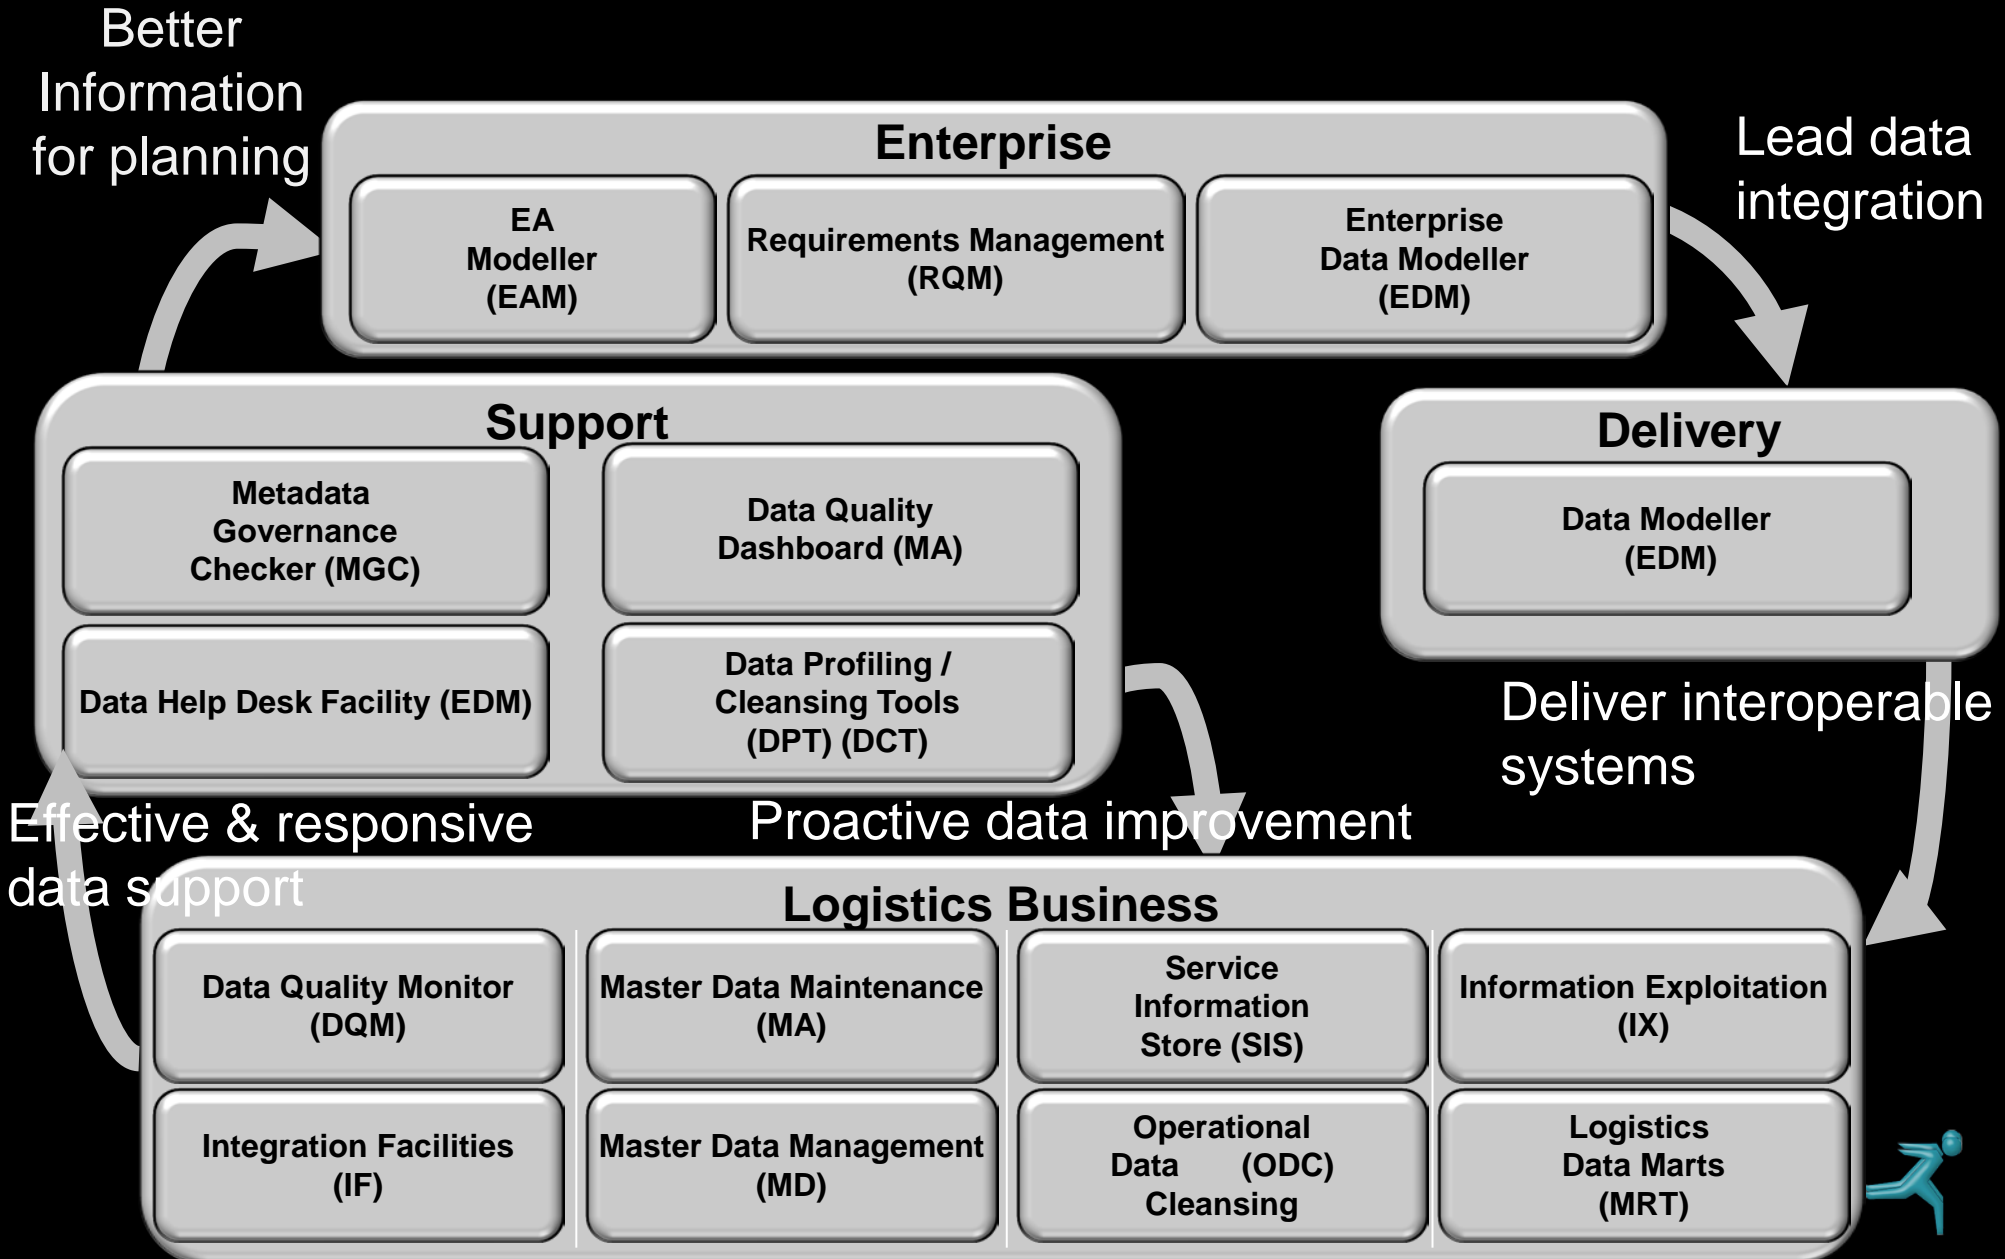 Better
Information
for planning
Enterprise
EA
Modeller
(EAM)
Requirements Management
(RQM)
Enterprise
Data Modeller
(EDM)
Lead data
integration
Support
Metadata
Governance
Checker (MGC)
Data Quality
Dashboard (MA)
Data Help Desk Facility (EDM)
Data Profiling /
Cleansing Tools
(DPT) (DCT)
Delivery
Data Modeller
(EDM)
Deliver interoperable
systems
Effective & responsive
data support
Proactive data improvement
Logistics Business
Data Quality Monitor
(DQM)
Master Data Maintenance
(MA)
Service
Information
Store (SIS)
Information Exploitation
(IX)
Integration Facilities
(IF)
Master Data Management
(MD)
Operational
Data (ODC)
Cleansing
Logistics
Data Marts
(MRT)